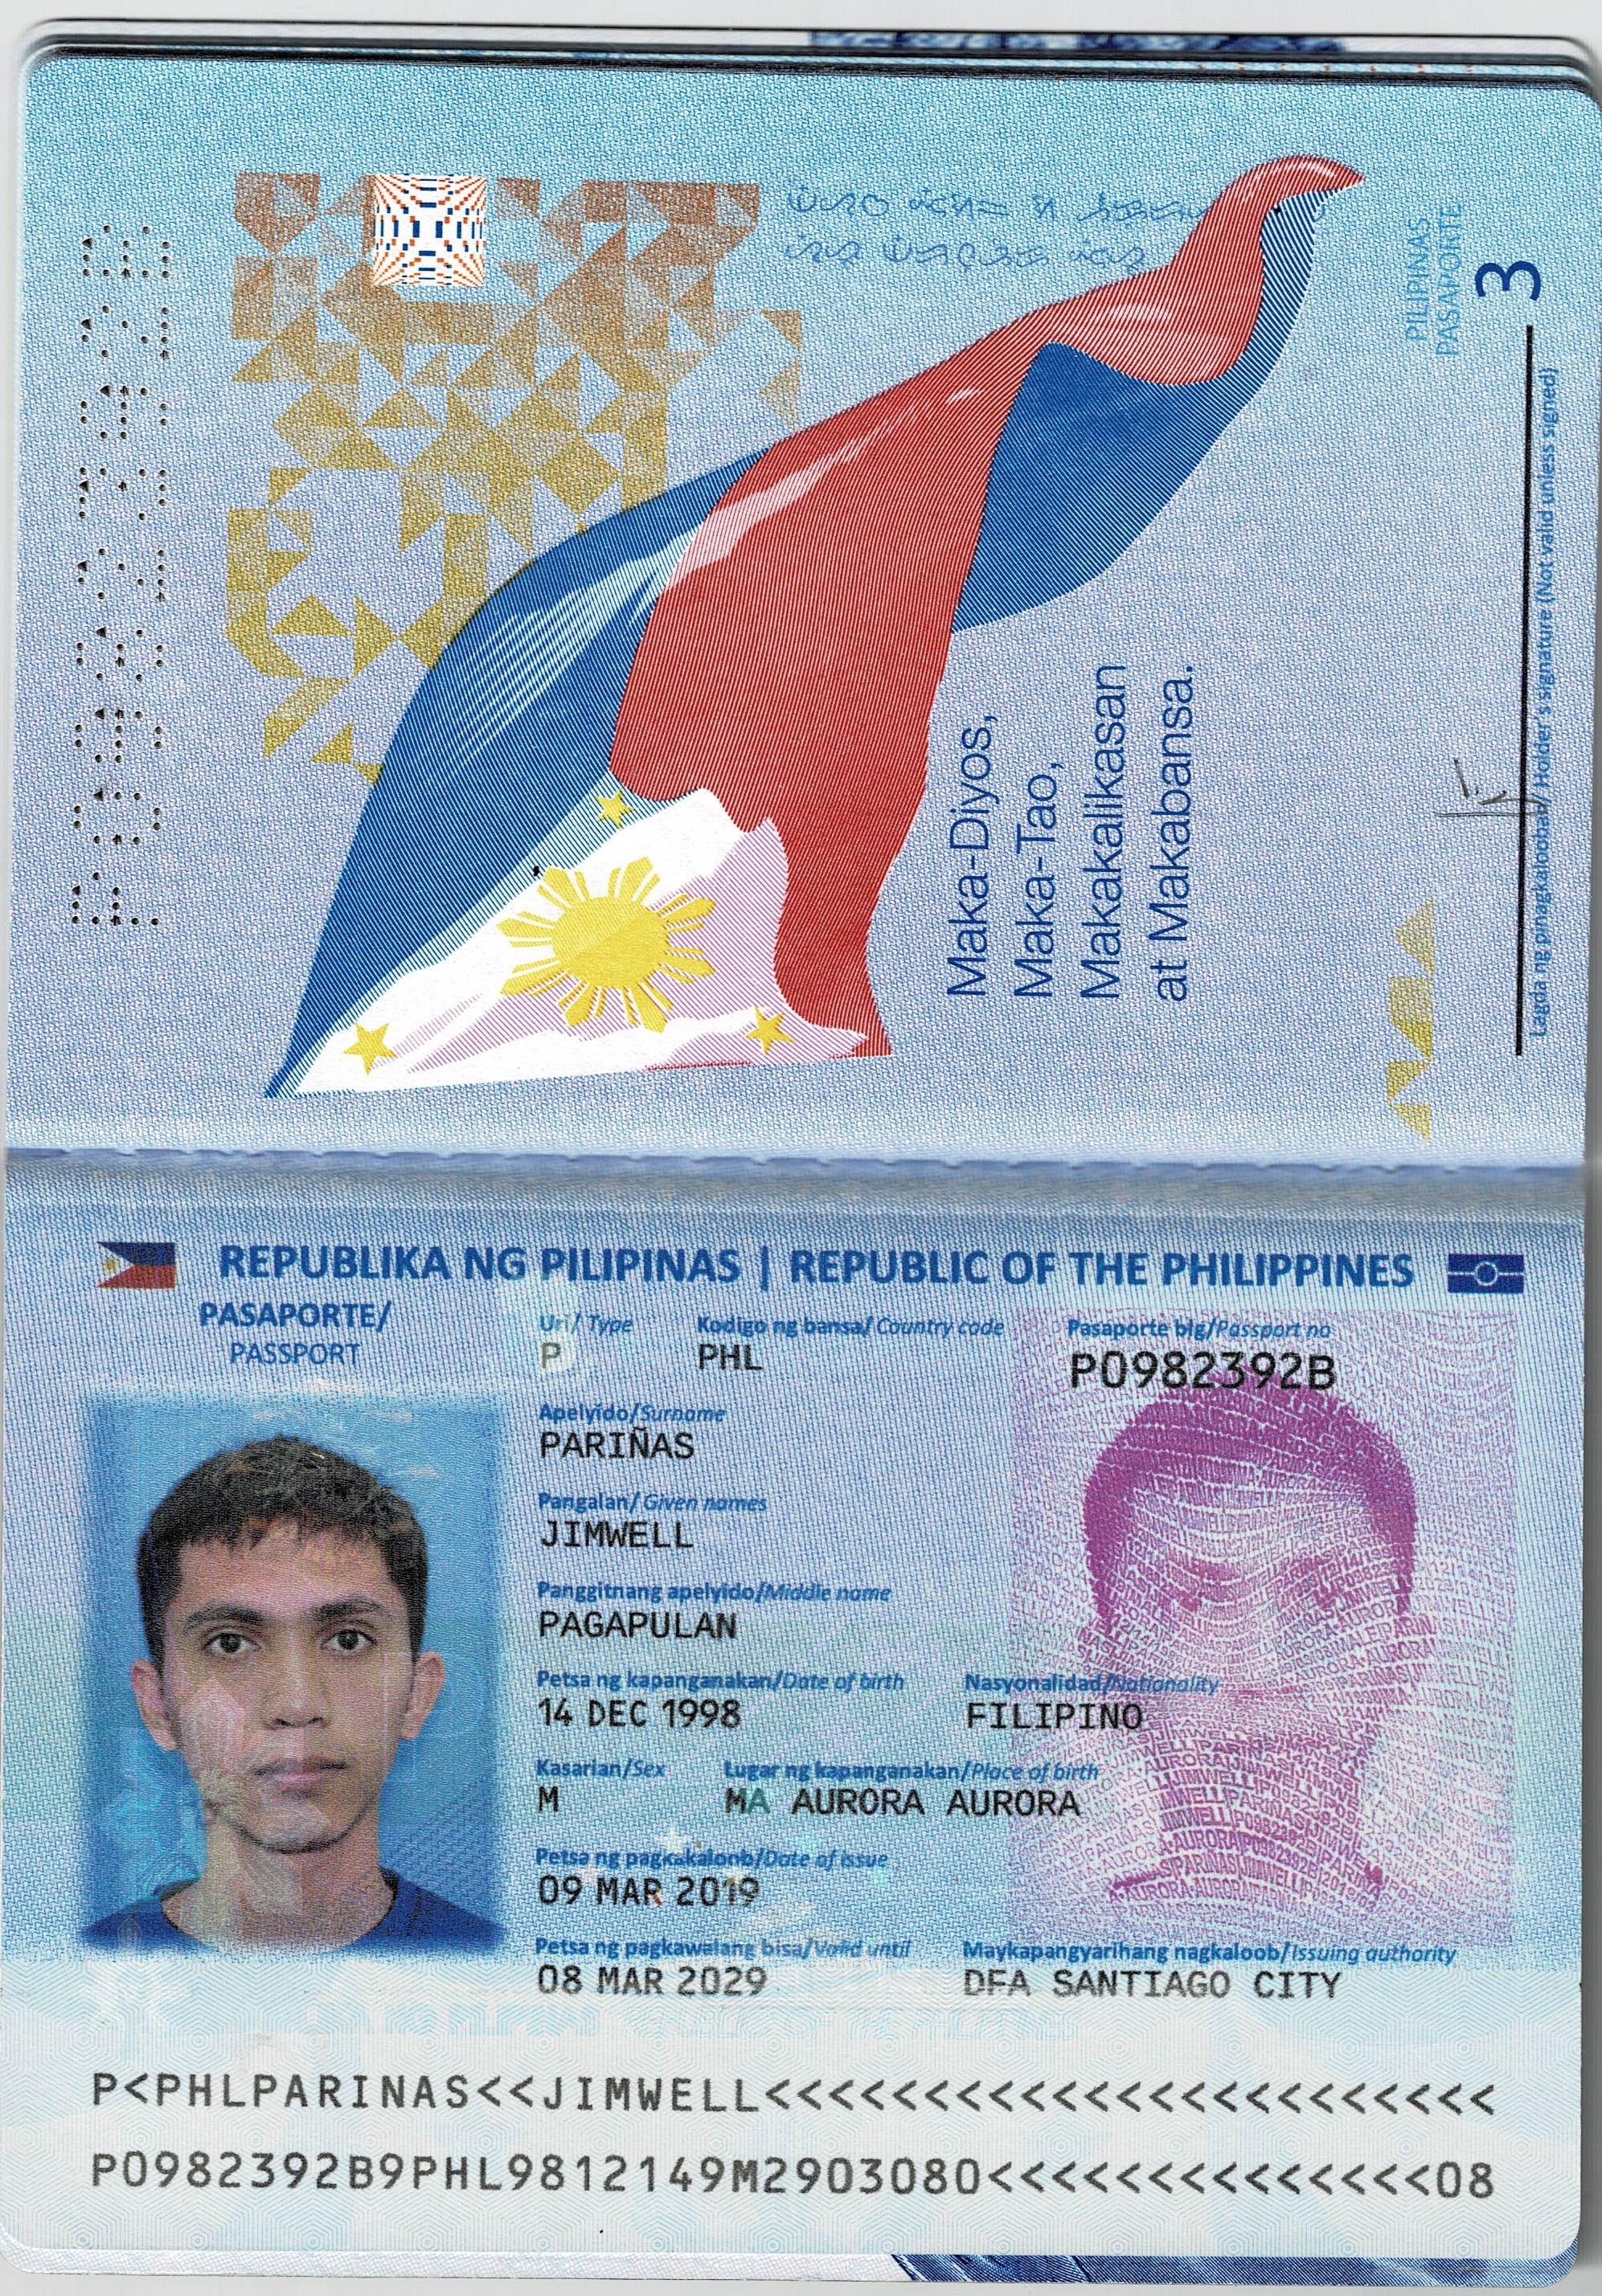 PILIPINAS
PASAPORTE
3
Maka-Diyos,
Maka-Tao,
Makakalikasan
at Makabansa.
Lagda ng pinagkalooban/Holder's signature (Not valid unless signed)
REPUBLIKA NG PILIPINAS | REPUBLIC OF THE PHILIPPINES
PASAPORTE/
PASSPORT
Uri/Type
Kodigo ng bansa/Country code
Pasaporte blg/Passport no
P
PHL
P0982392B
Apelyido/Surname
PARIÑAS
Pangalan/Given names
JIMWELL
Panggitnang apelyido/Middle name
PAGAPULAN
Petsa ng kapanganakan/Date of birth
Nasyonalidad/Nationality
14 DEC 1998
FILIPINO
Kasarian/Sex
Lugar ng kapanganakan/Place of birth
M
MA AURORA AURORA
Petsa ng pagkakaloob/Date of issue
09 MAR 2019
Petsa ng pagkawalang bisa/Valid until
Maykapangyarihang nagkaloob/Issuing authority
08 MAR 2029
DFA SANTIAGO CITY
P<PHLPARINAS<<JIMWELL<<<<<<<<<<<<<<<<<<<<<<<
P0982392B9PHL9812149M2903080<<<<<<<<<<<<<<08